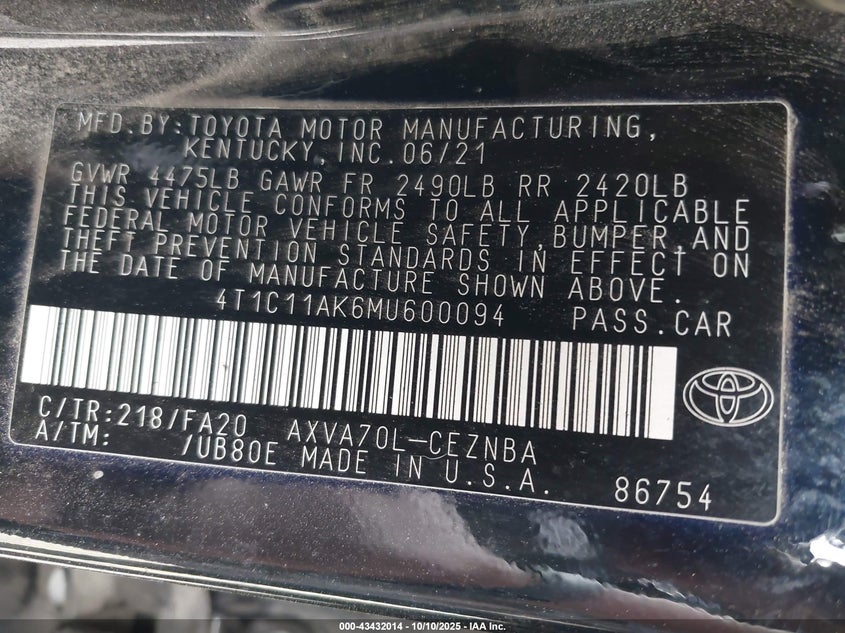 MFD.BY:TOYOTA MOTOR MANUFACTURING,
KENTUCKY,INC.06/21
GVWR 4475LB GAWR FR 2490LB RR 2420LB
THIS VEHICLE CONFORMS TO ALL APPLICABLE
FEDERAL MOTOR VEHICLE SAFETY,BUMPER,AND
THEFT PREVENTION STANDARDS IN EFFECT ON
THE DATE OF MANUFACTURE SHOWN ABOVE.
4T1C11AK6MU600094 PASS.CAR
C/TR:218/FA20 AXVA70L-CEZNBA
A/TM: /UB80E MADE IN U.S.A. 86754
000-43432014 - 10/10/2025 - IAA Inc.